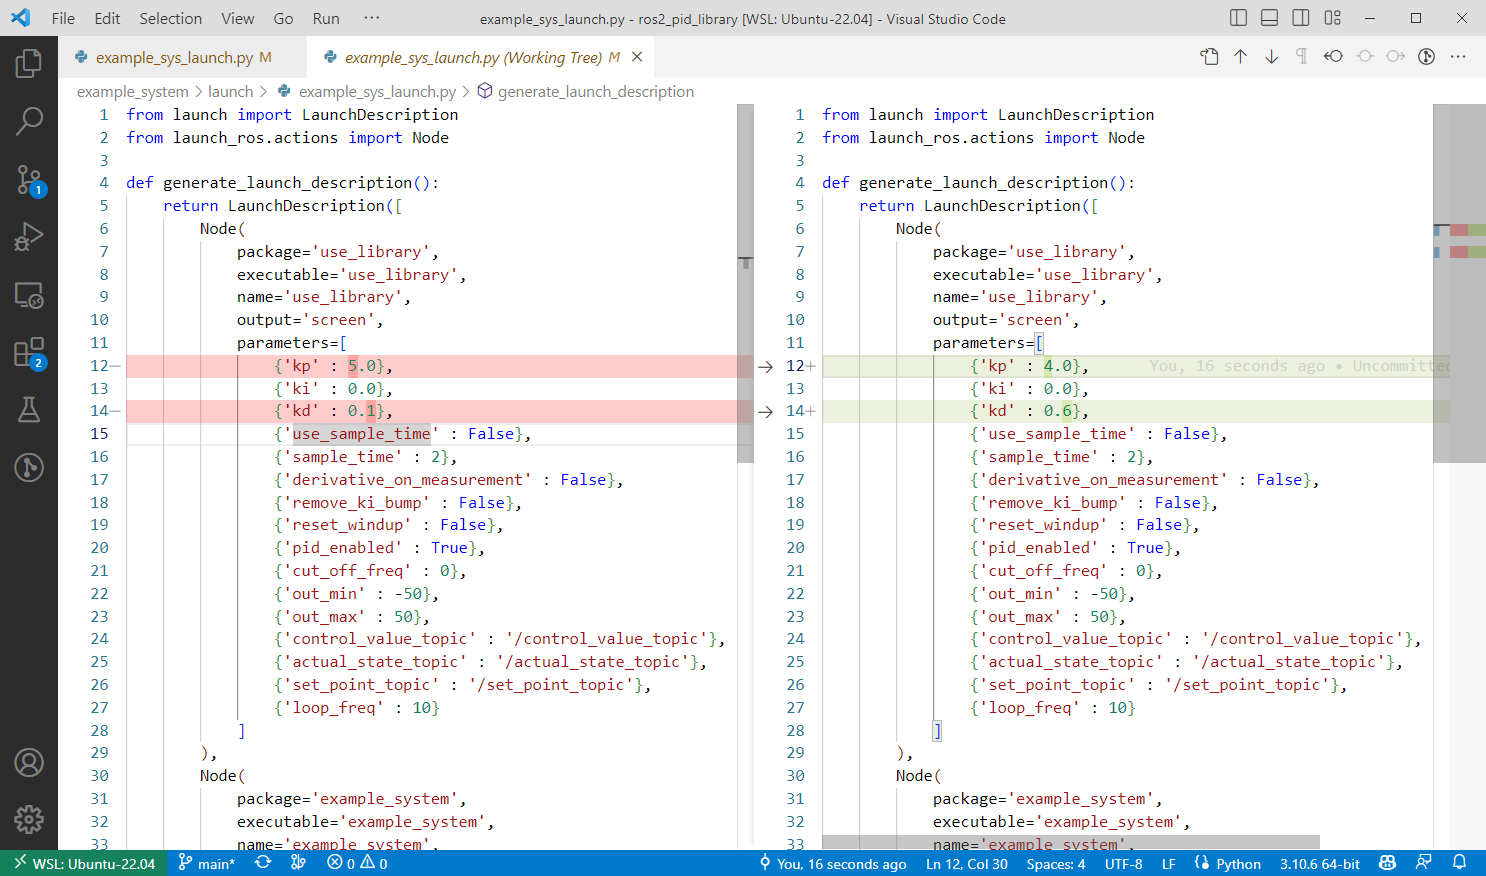 File Edit Selection View Go Run ··· example_sys_launch.py - ros2_pid_library [WSL: Ubuntu-22.04] - Visual Studio Code
example_sys_launch.py M example_sys_launch.py (Working Tree) M
example_system > launch > example_sys_launch.py > generate_launch_description
1 from launch import LaunchDescription
2 from launch_ros.actions import Node
3
4 def generate_launch_description():
5 return LaunchDescription([
6 Node(
7 package='use_library',
8 executable='use_library',
9 name='use_library',
10 output='screen',
11 parameters=[
12− {'kp' : 5.0},
13 {'ki' : 0.0},
14− {'kd' : 0.1},
15 {'use_sample_time' : False},
16 {'sample_time' : 2},
17 {'derivative_on_measurement' : False},
18 {'remove_ki_bump' : False},
19 {'reset_windup' : False},
20 {'pid_enabled' : True},
21 {'cut_off_freq' : 0},
22 {'out_min' : -50},
23 {'out_max' : 50},
24 {'control_value_topic' : '/control_value_topic'},
25 {'actual_state_topic' : '/actual_state_topic'},
26 {'set_point_topic' : '/set_point_topic'},
27 {'loop_freq' : 10}
28 ]
29 ),
30 Node(
31 package='example_system',
32 executable='example_system',
33 name='example_system',
1 from launch import LaunchDescription
2 from launch_ros.actions import Node
3
4 def generate_launch_description():
5 return LaunchDescription([
6 Node(
7 package='use_library',
8 executable='use_library',
9 name='use_library',
10 output='screen',
11 parameters=[
12+ {'kp' : 4.0}, You, 16 seconds ago • Uncommitted
13 {'ki' : 0.0},
14+ {'kd' : 0.6},
15 {'use_sample_time' : False},
16 {'sample_time' : 2},
17 {'derivative_on_measurement' : False},
18 {'remove_ki_bump' : False},
19 {'reset_windup' : False},
20 {'pid_enabled' : True},
21 {'cut_off_freq' : 0},
22 {'out_min' : -50},
23 {'out_max' : 50},
24 {'control_value_topic' : '/control_value_topic'},
25 {'actual_state_topic' : '/actual_state_topic'},
26 {'set_point_topic' : '/set_point_topic'},
27 {'loop_freq' : 10}
28 ]
29 ),
30 Node(
31 package='example_system',
32 executable='example_system',
33 name='example_system',
1
2
WSL: Ubuntu-22.04 main* 0 0 You, 16 seconds ago Ln 12, Col 30 Spaces: 4 UTF-8 LF Python 3.10.6 64-bit